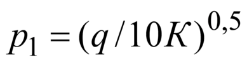 p₁ = (q/10K)⁰,⁵